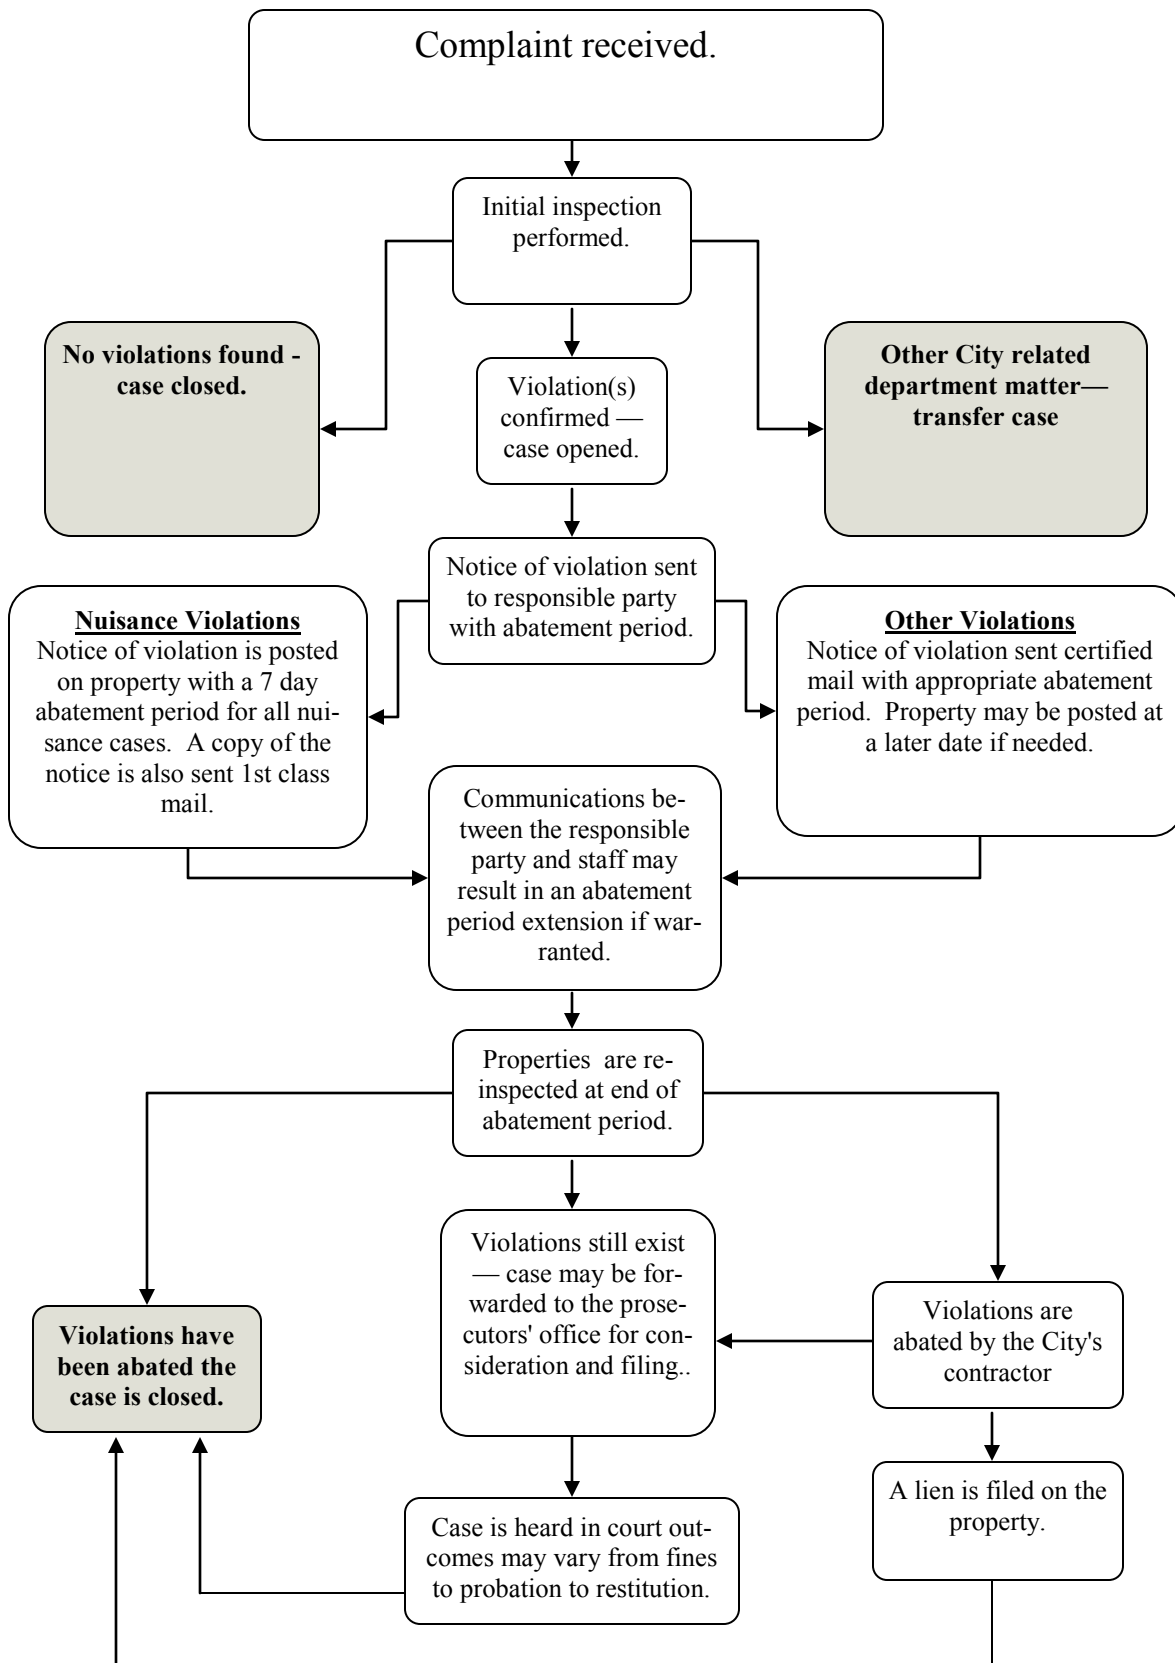 Complaint received.
Initial inspection
performed.
No violations found -
case closed.
Violation(s)
confirmed —
case opened.
Other City related
department matter—
transfer case
Notice of violation sent
to responsible party
with abatement period.
Nuisance Violations
Notice of violation is posted
on property with a 7 day
abatement period for all nui-
sance cases.  A copy of the
notice is also sent 1st class
mail.
Other Violations
Notice of violation sent certified
mail with appropriate abatement
period.  Property may be posted at
a later date if needed.
Communications be-
tween the responsible
party and staff may
result in an abatement
period extension if war-
ranted.
Properties  are re-
inspected at end of
abatement period.
Violations have
been abated the
case is closed.
Violations still exist
— case may be for-
warded to the prose-
cutors' office for con-
sideration and filing..
Violations are
abated by the City's
contractor
A lien is filed on the
property.
Case is heard in court out-
comes may vary from fines
to probation to restitution.